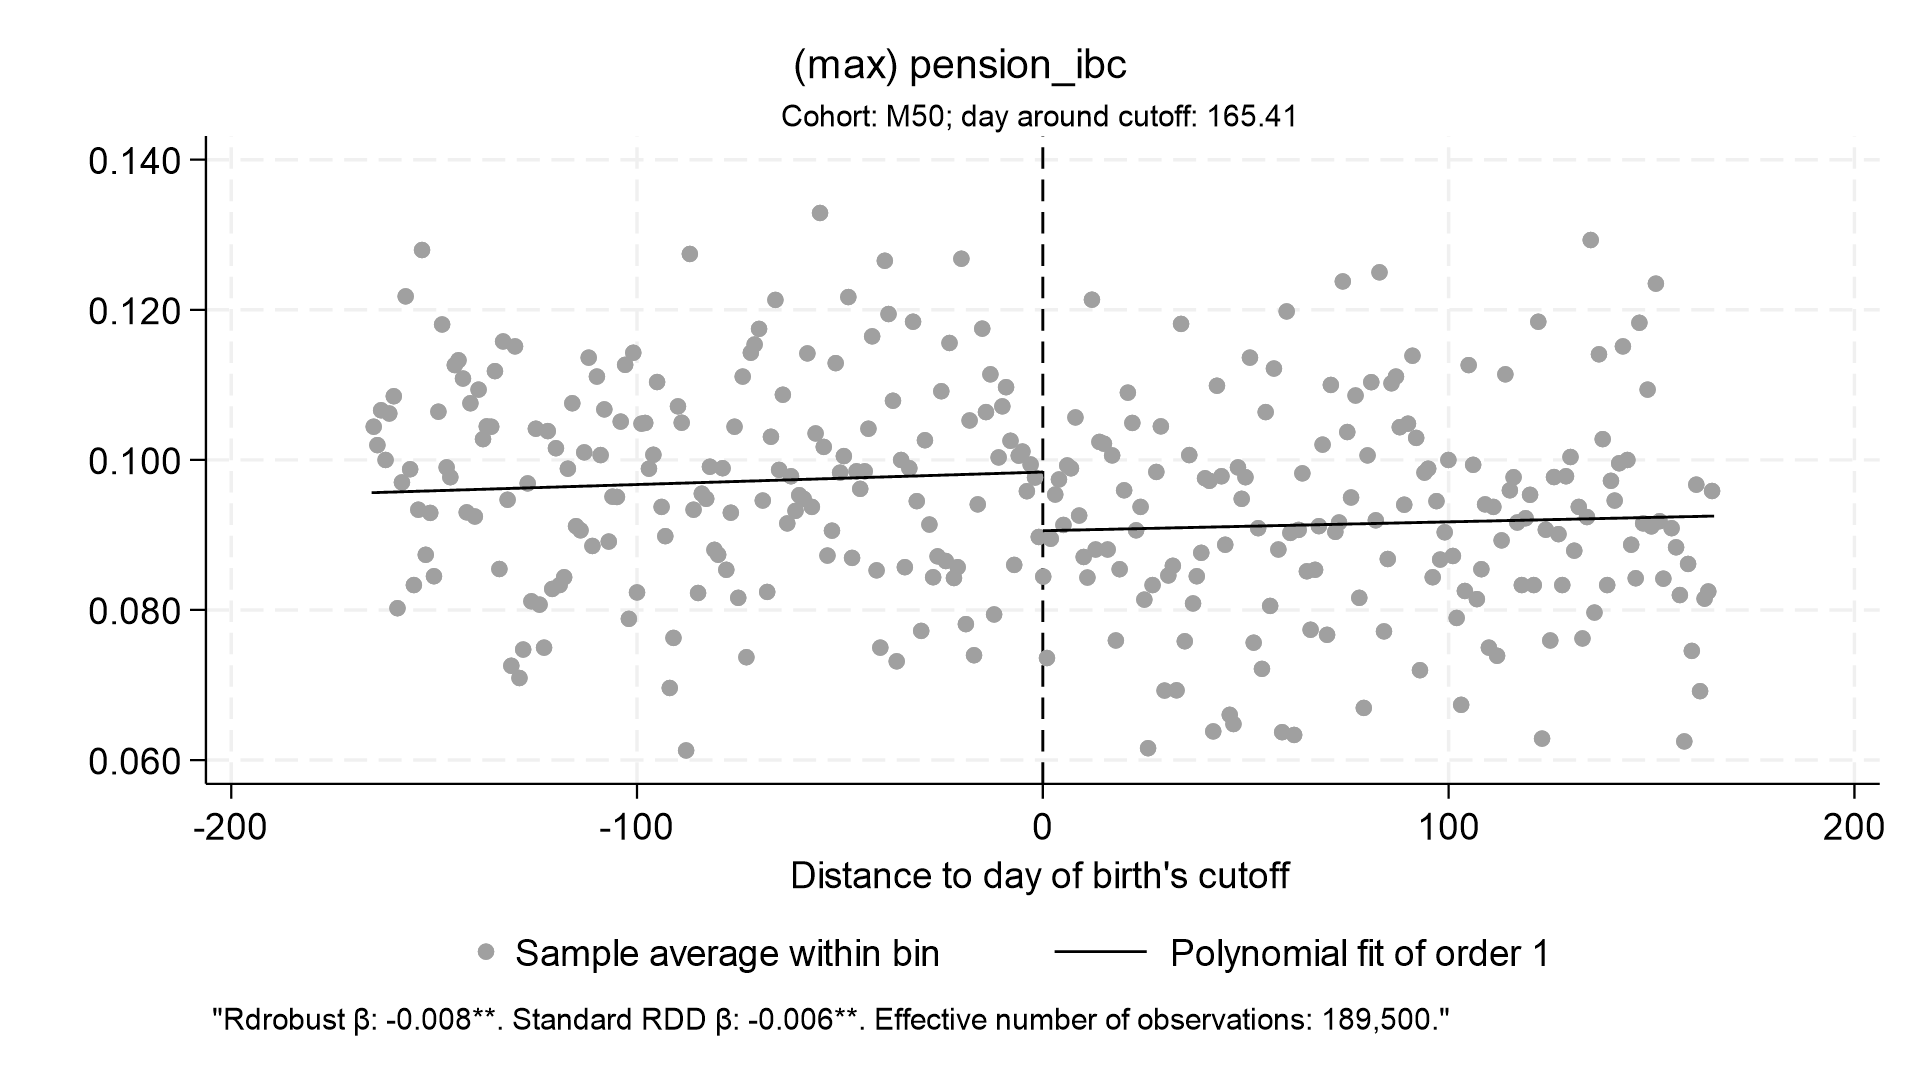 (max) pension_ibc
Cohort: M50; day around cutoff: 165.41
0.140
0.120
0.100
0.080
0.060
-200 -100 0 100 200
Distance to day of birth's cutoff
Sample average within bin Polynomial fit of order 1
"Rdrobust β: -0.008**. Standard RDD β: -0.006**. Effective number of observations: 189,500."